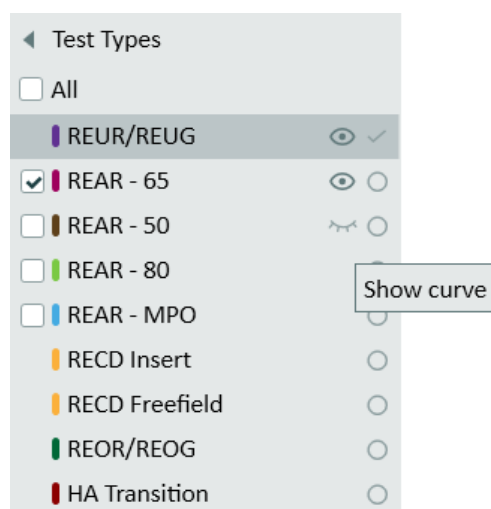 Test Types
All
REUR/REUG
REAR - 65
REAR - 50
REAR - 80
Show curve
REAR - MPO
RECD Insert
RECD Freefield
REOR/REOG
HA Transition